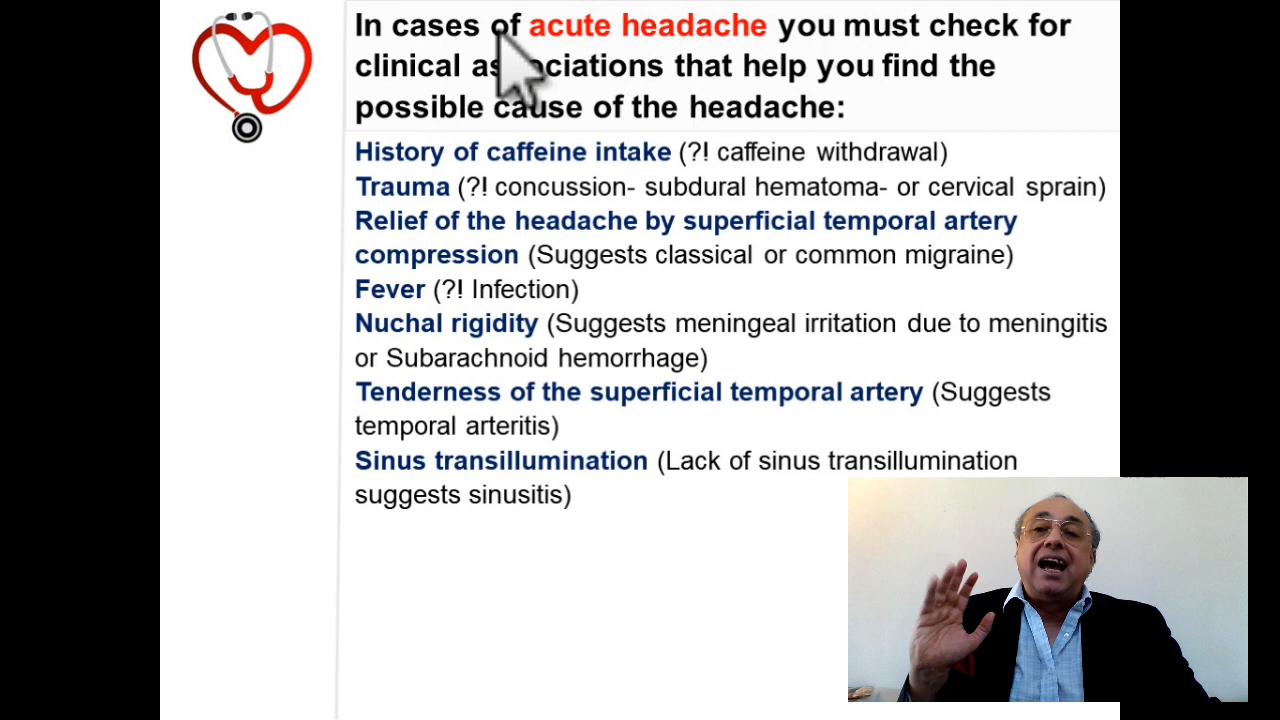 In cases of acute headache you must check for
clinical associations that help you find the
possible cause of the headache:
History of caffeine intake (?! caffeine withdrawal)
Trauma (?! concussion- subdural hematoma- or cervical sprain)
Relief of the headache by superficial temporal artery
compression (Suggests classical or common migraine)
Fever (?! Infection)
Nuchal rigidity (Suggests meningeal irritation due to meningitis
or Subarachnoid hemorrhage)
Tenderness of the superficial temporal artery (Suggests
temporal arteritis)
Sinus transillumination (Lack of sinus transillumination
suggests sinusitis)